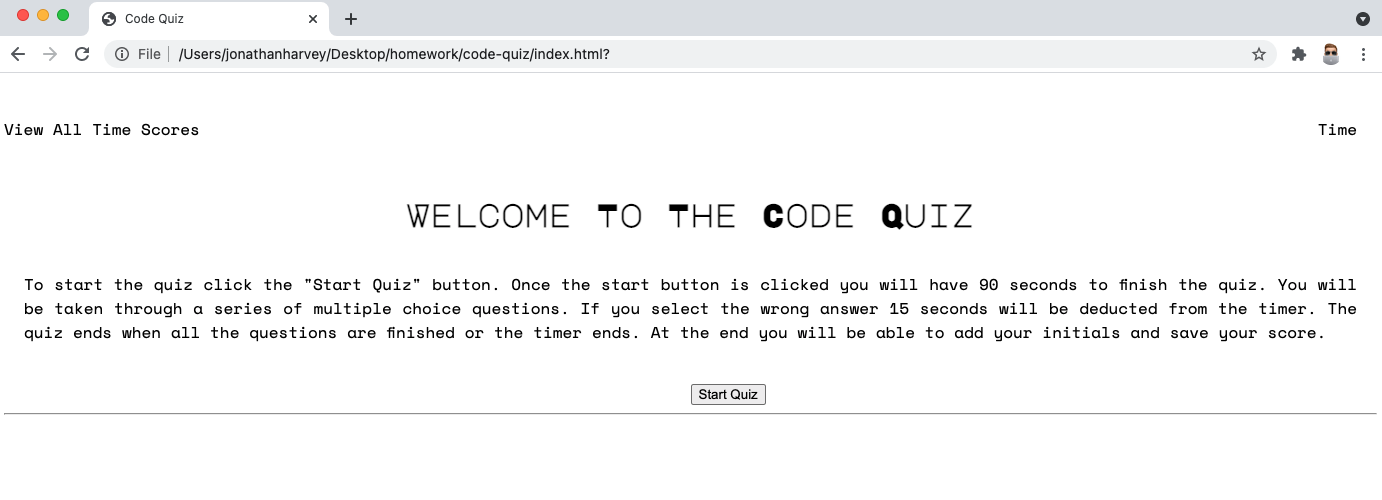 Code Quiz
File /Users/jonathanharvey/Desktop/homework/code-quiz/index.html?
View All Time Scores Time
WELCOME TO THE CODE QUIZ
To start the quiz click the "Start Quiz" button. Once the start button is clicked you will have 90 seconds to finish the quiz. You will
be taken through a series of multiple choice questions. If you select the wrong answer 15 seconds will be deducted from the timer. The
quiz ends when all the questions are finished or the timer ends. At the end you will be able to add your initials and save your score.
Start Quiz